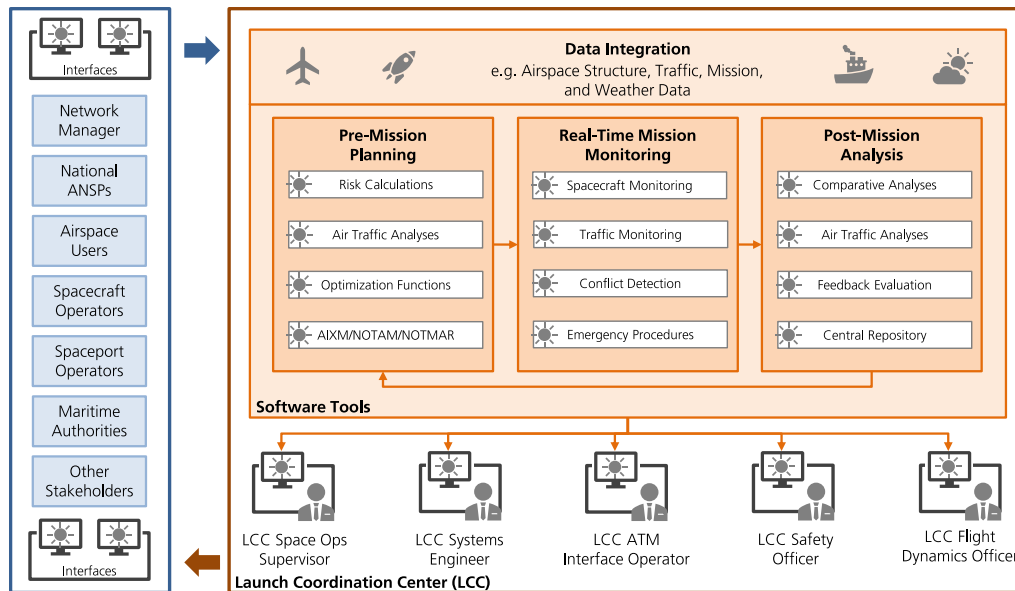 Interfaces
Network
Manager
National
ANSPs
Airspace
Users
Spacecraft
Operators
Spaceport
Operators
Maritime
Authorities
Other
Stakeholders
Interfaces
Data Integration
e.g. Airspace Structure, Traffic, Mission,
and Weather Data
Pre-Mission
Planning
Risk Calculations
Air Traffic Analyses
Optimization Functions
AIXM/NOTAM/NOTMAR
Real-Time Mission
Monitoring
Spacecraft Monitoring
Traffic Monitoring
Conflict Detection
Emergency Procedures
Post-Mission
Analysis
Comparative Analyses
Air Traffic Analyses
Feedback Evaluation
Central Repository
Software Tools
LCC Space Ops
Supervisor
LCC Systems
Engineer
LCC ATM
Interface Operator
LCC Safety
Officer
LCC Flight
Dynamics Officer
Launch Coordination Center (LCC)